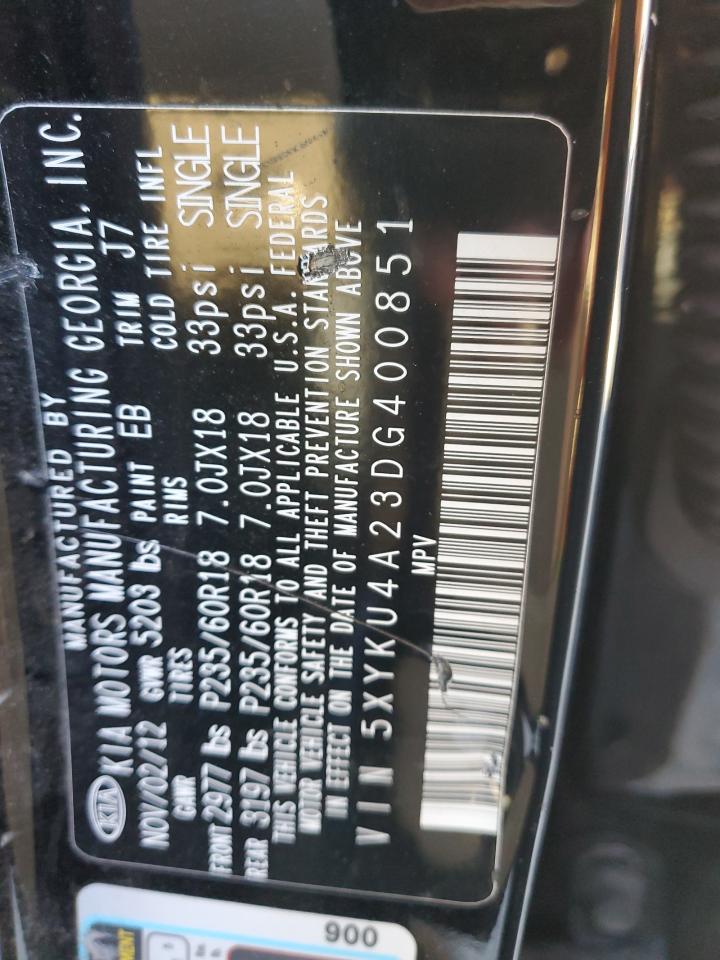 MANUFACTURED BY
KIA KIA MOTORS MANUFACTURING GEORGIA, INC.
NOV/02/12 GVWR 5203 lbs PAINT EB TRIM J7
GAWR TIRES RIMS COLD TIRE INFL
FRONT 2977 lbs P235/60R18 7.0JX18 33psi SINGLE
REAR 3197 lbs P235/60R18 7.0JX18 33psi SINGLE
THIS VEHICLE CONFORMS TO ALL APPLICABLE U.S.A. FEDERAL
MOTOR VEHICLE SAFETY AND THEFT PREVENTION STANDARDS
IN EFFECT ON THE DATE OF MANUFACTURE SHOWN ABOVE
VIN 5XYKU4A23DG400851
MPV
900